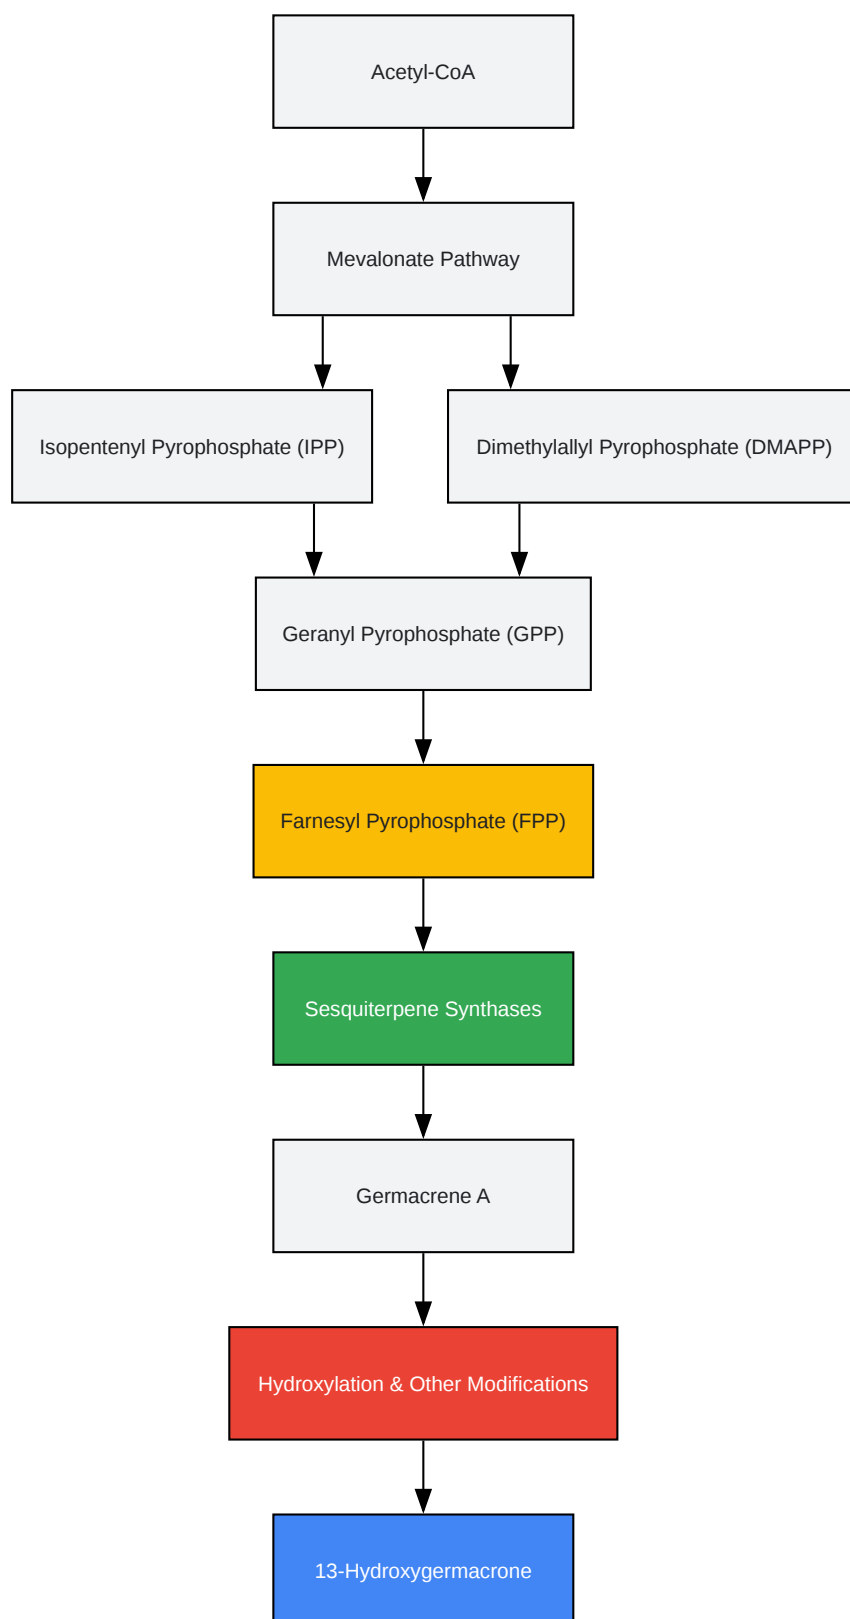 Acetyl-CoA
Mevalonate Pathway
Isopentenyl Pyrophosphate (IPP)
Dimethylallyl Pyrophosphate (DMAPP)
Geranyl Pyrophosphate (GPP)
Farnesyl Pyrophosphate (FPP)
Sesquiterpene Synthases
Germacrene A
Hydroxylation & Other Modifications
13-Hydroxygermacrone